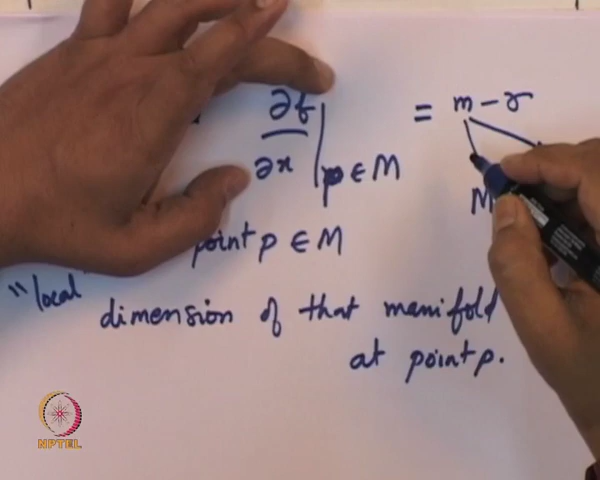 ∂f = m - r
∂x | p ∈ M M
point p ∈ M
"local"
dimension of that manifold
at point p.
NPTEL